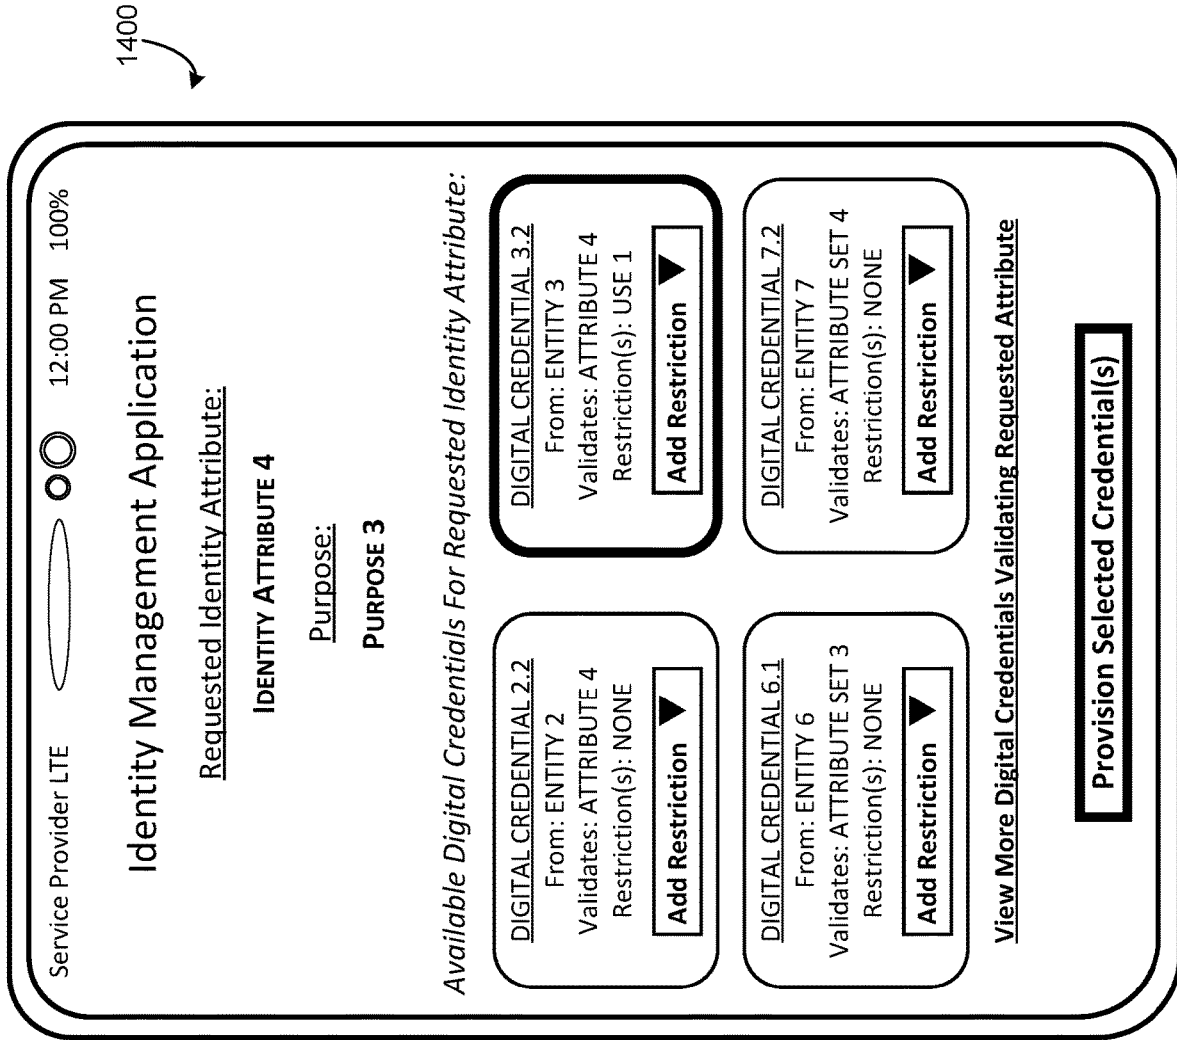 1400
Service Provider LTE 12:00 PM 100%
Identity Management Application
Requested Identity Attribute:
IDENTITY ATTRIBUTE 4
Purpose:
PURPOSE 3
Available Digital Credentials For Requested Identity Attribute:
DIGITAL CREDENTIAL 2.2
From: ENTITY 2
Validates: ATTRIBUTE 4
Restriction(s): NONE
Add Restriction
DIGITAL CREDENTIAL 3.2
From: ENTITY 3
Validates: ATTRIBUTE 4
Restriction(s): USE 1
Add Restriction
DIGITAL CREDENTIAL 6.1
From: ENTITY 6
Validates: ATTRIBUTE SET 3
Restriction(s): NONE
Add Restriction
DIGITAL CREDENTIAL 7.2
From: ENTITY 7
Validates: ATTRIBUTE SET 4
Restriction(s): NONE
Add Restriction
View More Digital Credentials Validating Requested Attribute
Provision Selected Credential(s)